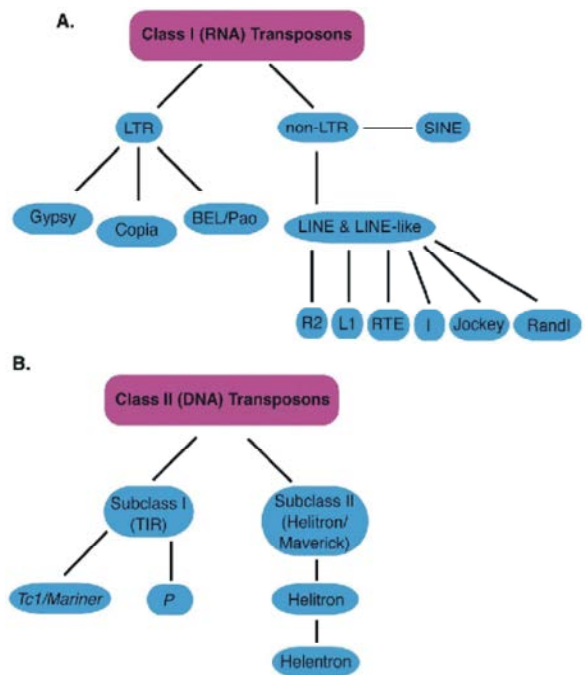 A.
Class I (RNA) Transposons
LTR
non-LTR
SINE
Gypsy
Copia
BEL/Pao
LINE & LINE-like
R2
L1
RTE
I
Jockey
RandI
B.
Class II (DNA) Transposons
Subclass I
(TIR)
Subclass II
(Helitron/
Maverick)
Tc1/Mariner
P
Helitron
Helentron